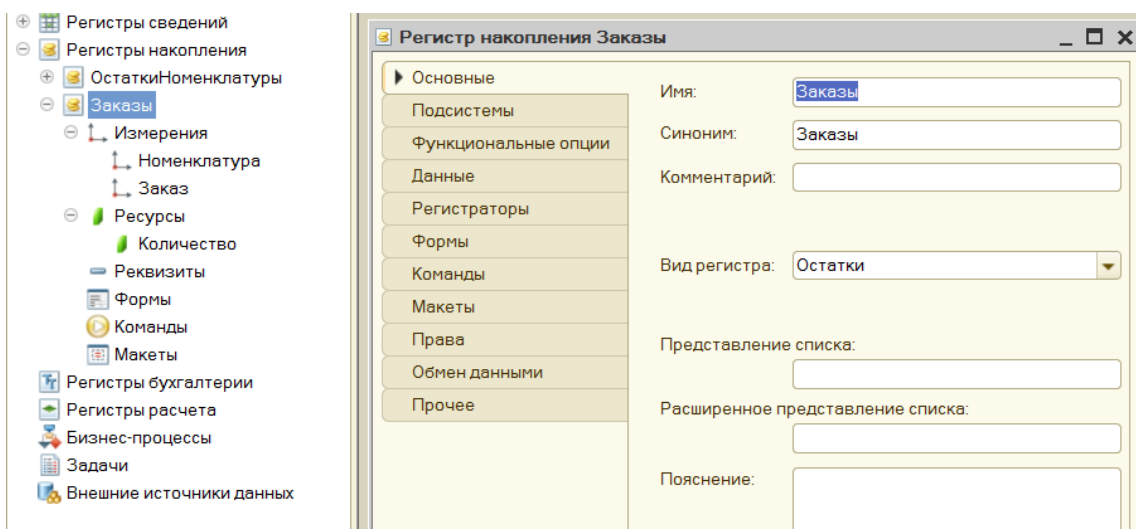 Регистры сведений
Регистры накопления
ОстаткиНоменклатуры
Заказы
Измерения
Номенклатура
Заказ
Ресурсы
Количество
Реквизиты
Формы
Команды
Макеты
Регистры бухгалтерии
Регистры расчета
Бизнес-процессы
Задачи
Внешние источники данных
Регистр накопления Заказы
Основные
Подсистемы
Функциональные опции
Данные
Регистраторы
Формы
Команды
Макеты
Права
Обмен данными
Прочее
Имя: Заказы
Синоним: Заказы
Комментарий:
Вид регистра: Остатки
Представление списка:
Расширенное представление списка:
Пояснение: